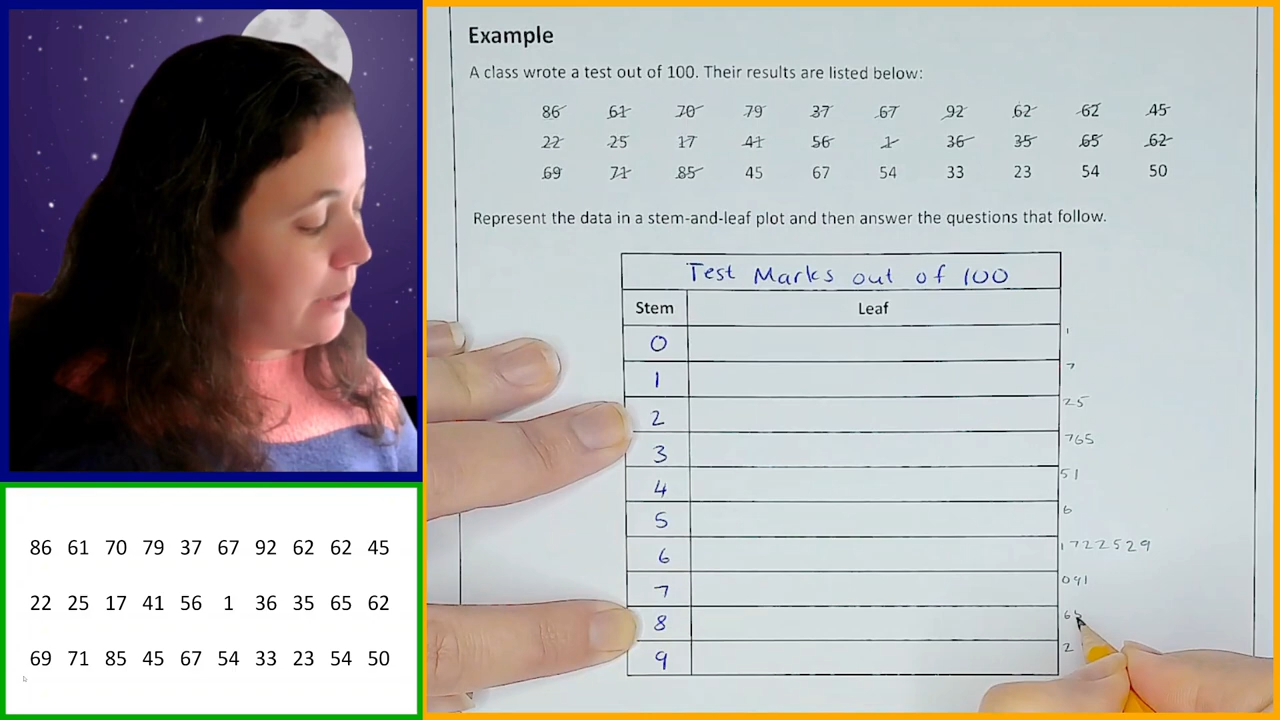 Example
A class wrote a test out of 100. Their results are listed below:
86 61 70 79 37 67 92 62 62 45
22 25 17 41 56 1 36 35 65 62
69 71 85 45 67 54 33 23 54 50
Represent the data in a stem-and-leaf plot and then answer the questions that follow.
Test Marks out of 100
Stem Leaf
0 1
1 7
2 25
3 765
4 51
5 6
6 1722529
7 091
8 65
9 2
86 61 70 79 37 67 92 62 62 45
22 25 17 41 56 1 36 35 65 62
69 71 85 45 67 54 33 23 54 50